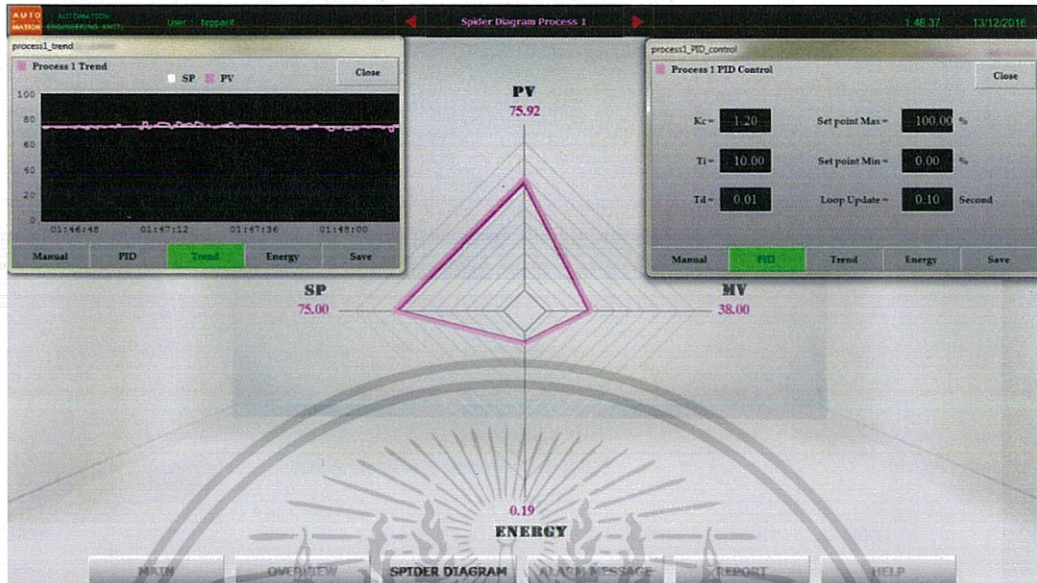 AUTO
MATION
AUTOMATION
User : tepparit
Spider Diagram Process 1
1:48:37
13/12/2016
process1_trend
Process 1 Trend
SP PV
Close
100
80
60
40
20
0
01:46:48 01:47:12 01:47:36 01:48:00
Manual PID Trend Energy Save
process1_PID_control
Process 1 PID Control
Close
Kc = 1.20 Set point Max = 100.00 %
Ti = 10.00 Set point Min = 0.00 %
Td = 0.01 Loop Update = 0.10 Second
Manual PID Trend Energy Save
PV
75.92
SP
75.00
MV
38.00
0.19
ENERGY
MAIN OVERVIEW SPIDER DIAGRAM ALARM MESSAGE REPORT HELP